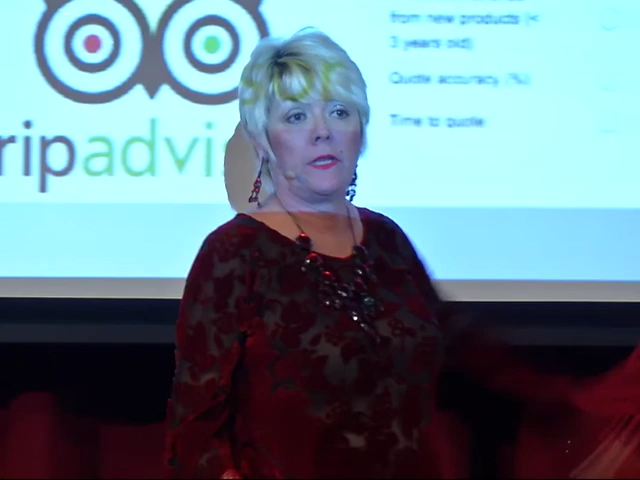 tripadvis
from new products (<
3 years old)
Quote accuracy (%)
Time to quote